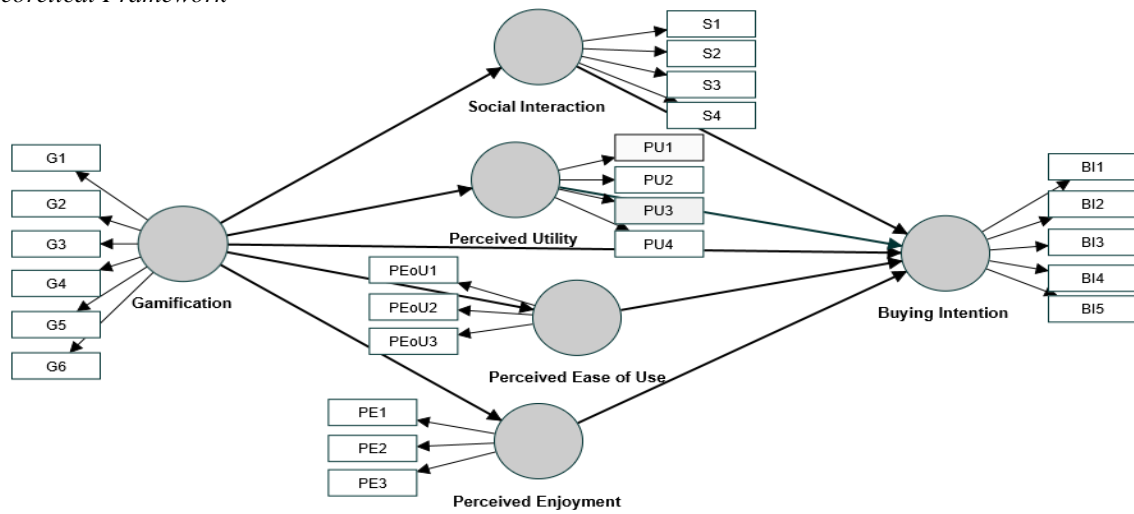 Framework
S1
S2
S3
S4
Social Interaction
PU1
PU2
PU3
PU4
Perceived Utility
G1
G2
G3
G4
G5
G6
Gamification
PEoU1
PEoU2
PEoU3
Perceived Ease of Use
PE1
PE2
PE3
Perceived Enjoyment
BI1
BI2
BI3
BI4
BI5
Buying Intention